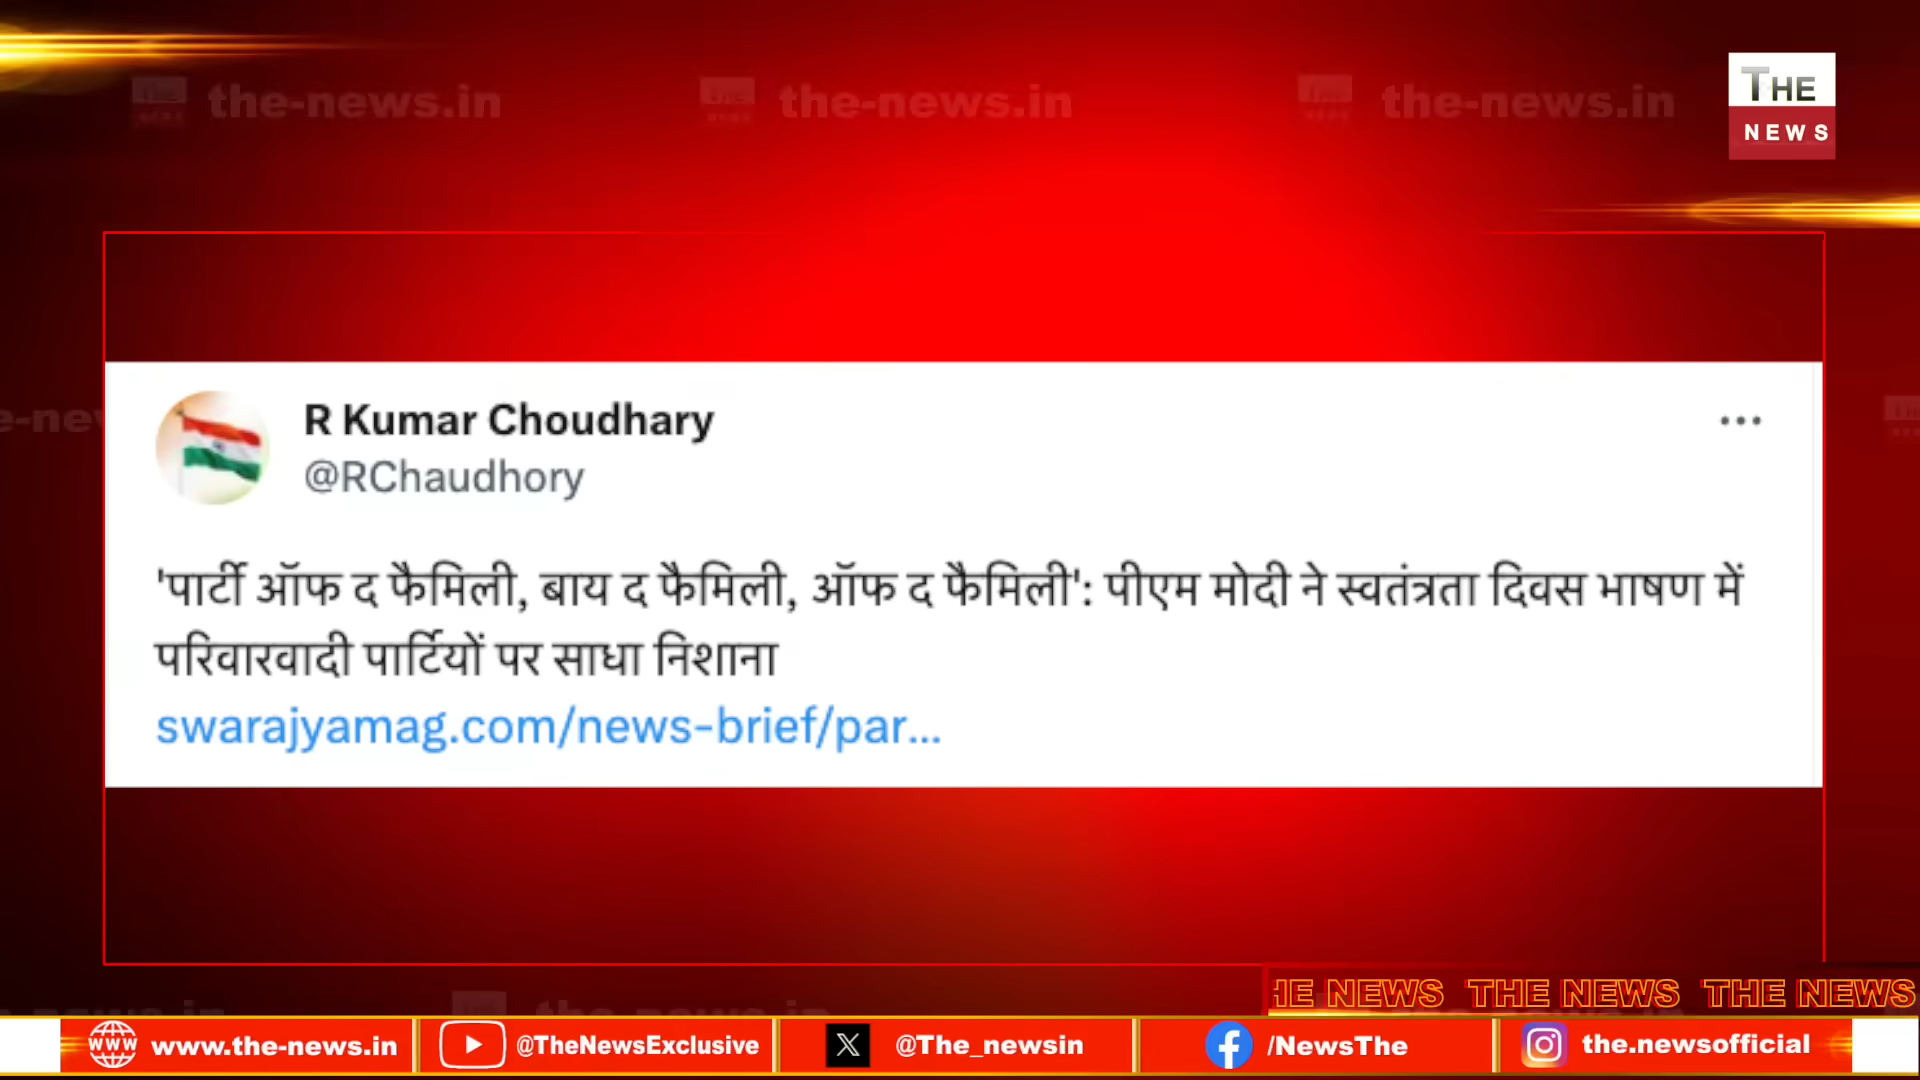 the-news.in the-news.in the-news.in
THE
NEWS
R Kumar Choudhary
@RChaudhory
'पार्टी ऑफ द फैमिली, बाय द फैमिली, ऑफ द फैमिली': पीएम मोदी ने स्वतंत्रता दिवस भाषण में
परिवारवादी पार्टियों पर साधा निशाना
swarajyamag.com/news-brief/par...
THE NEWS THE NEWS
www.the-news.in @TheNewsExclusive @The_newsin /NewsThe the.newsofficial